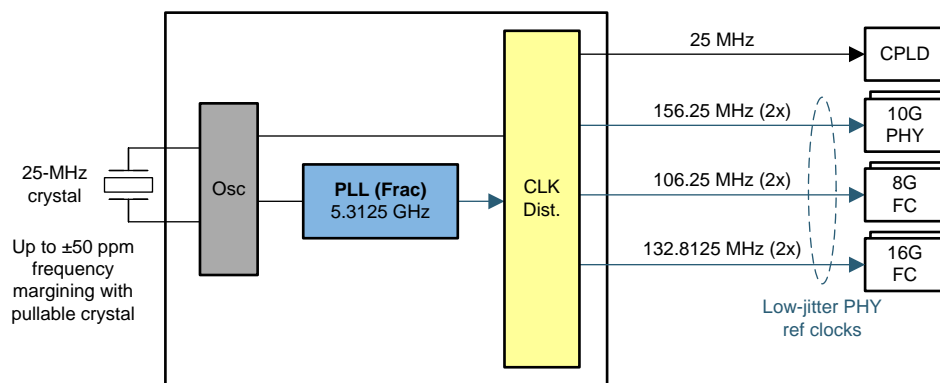 25-MHz
crystal
Up to ±50 ppm
frequency
margining with
pullable crystal
Osc
PLL (Frac)
5.3125 GHz
CLK
Dist.
25 MHz
CPLD
156.25 MHz (2x)
10G
PHY
106.25 MHz (2x)
8G
FC
132.8125 MHz (2x)
16G
FC
Low-jitter PHY
ref clocks